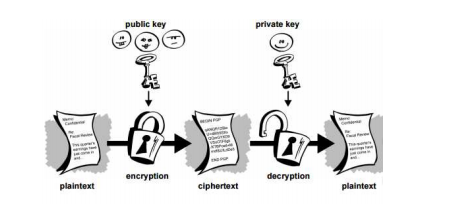 public key
private key
Memo
Confidential
Re:
Fiscal Review
This quarter's
earnings have
just come in
and...
BEGIN PGP
END PGP
Memo
Confidential
Re:
Fiscal Review
This quarter's
earnings have
just come in
and...
plaintext
encryption
ciphertext
decryption
plaintext